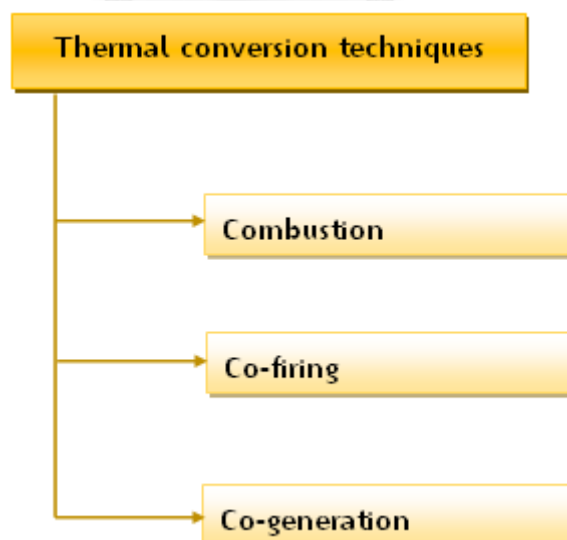 Thermal conversion techniques
Combustion
Co-firing
Co-generation